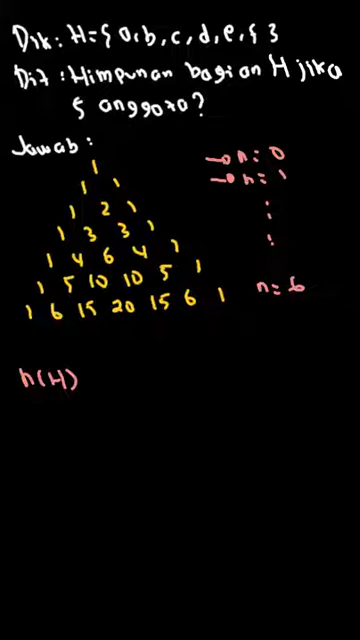 Dik: H={a,b,c,d,e,f}
Dit: Himpunan bagian H jika
5 anggota?
Jawab:
1
→ n=0
1 1
→ n=1
1 2 1
1 3 3 1
1 4 6 4 1
1 5 10 10 5 1
1 6 15 20 15 6 1
n=6
n(H)